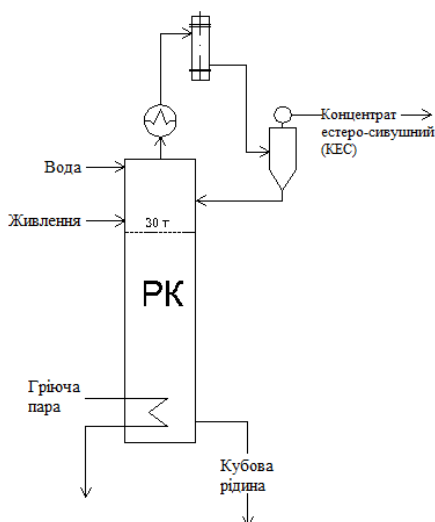 Концентрат
естеро-сивушний
(КЕС)
Вода
Живлення
30 т
РК
Гріюча
пара
Кубова
рідина